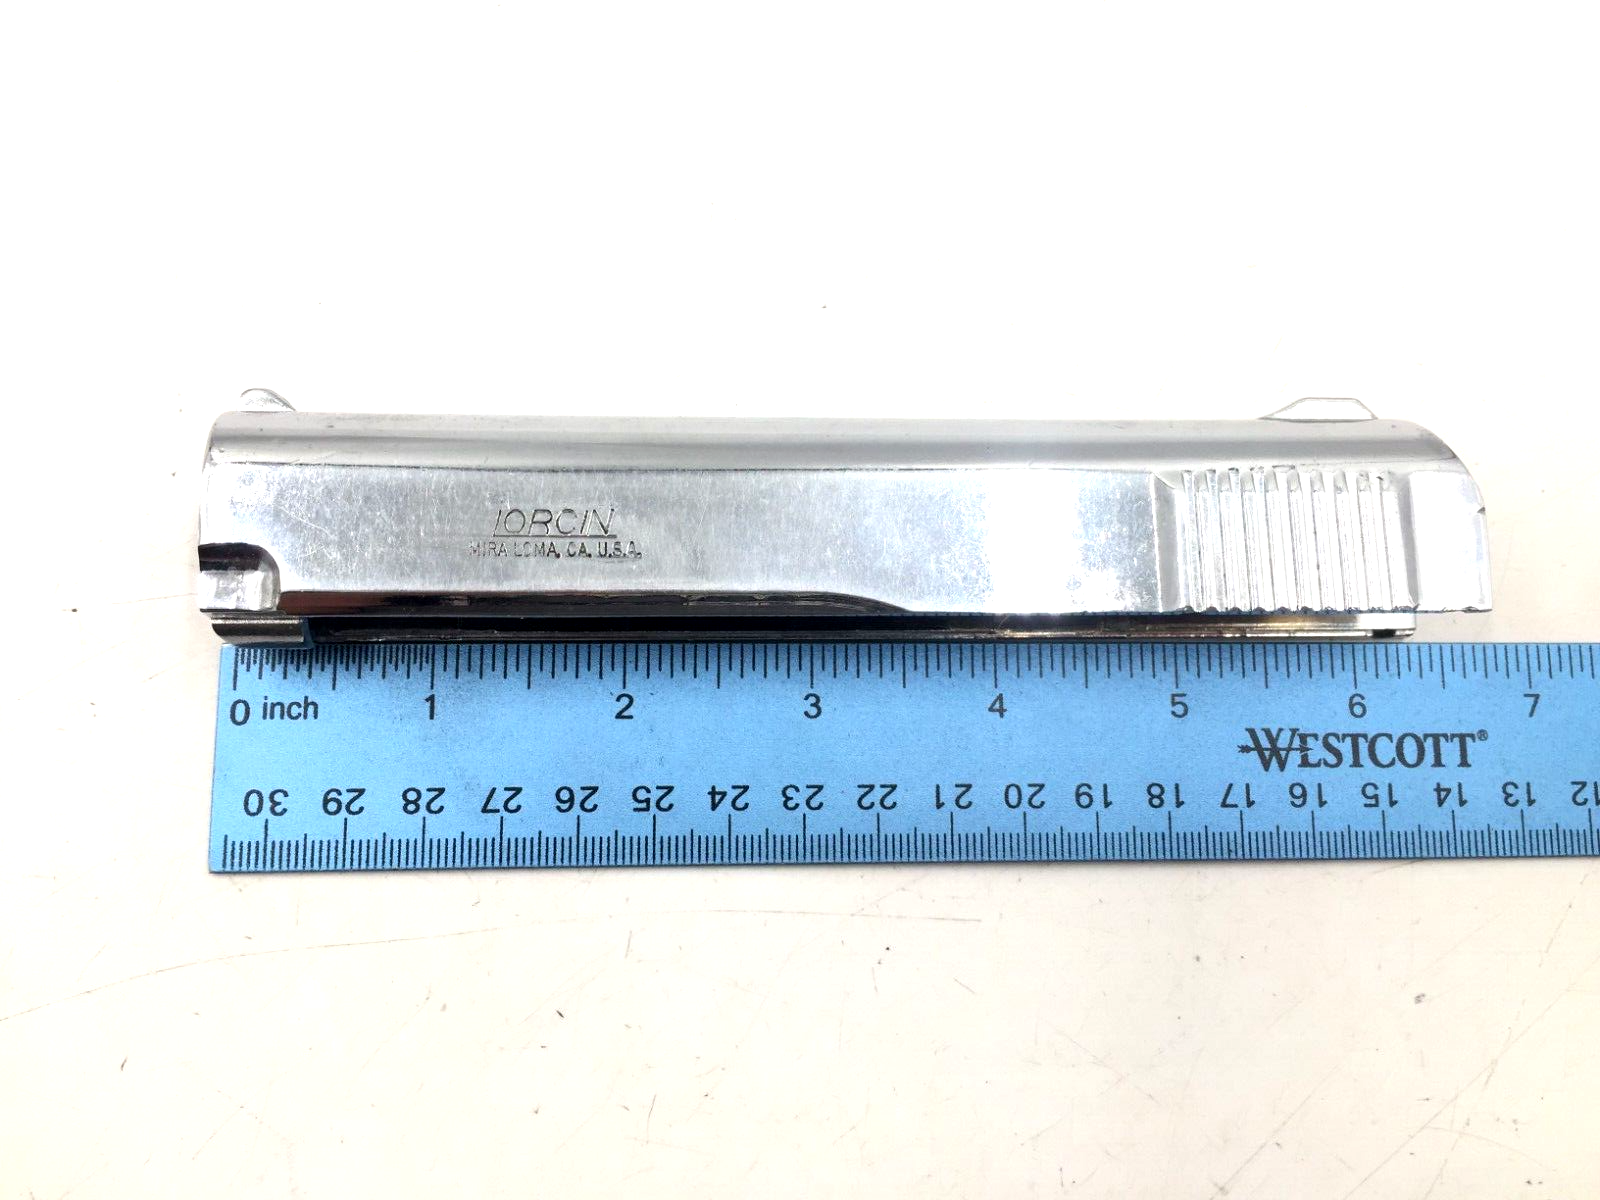 LORCIN
MIRA LOMA, CA. U.S.A.
0 inch 1 2 3 4 5 6 7
WESTCOTT®
30 29 28 27 26 25 24 23 22 21 20 19 18 17 16 15 14 13 12